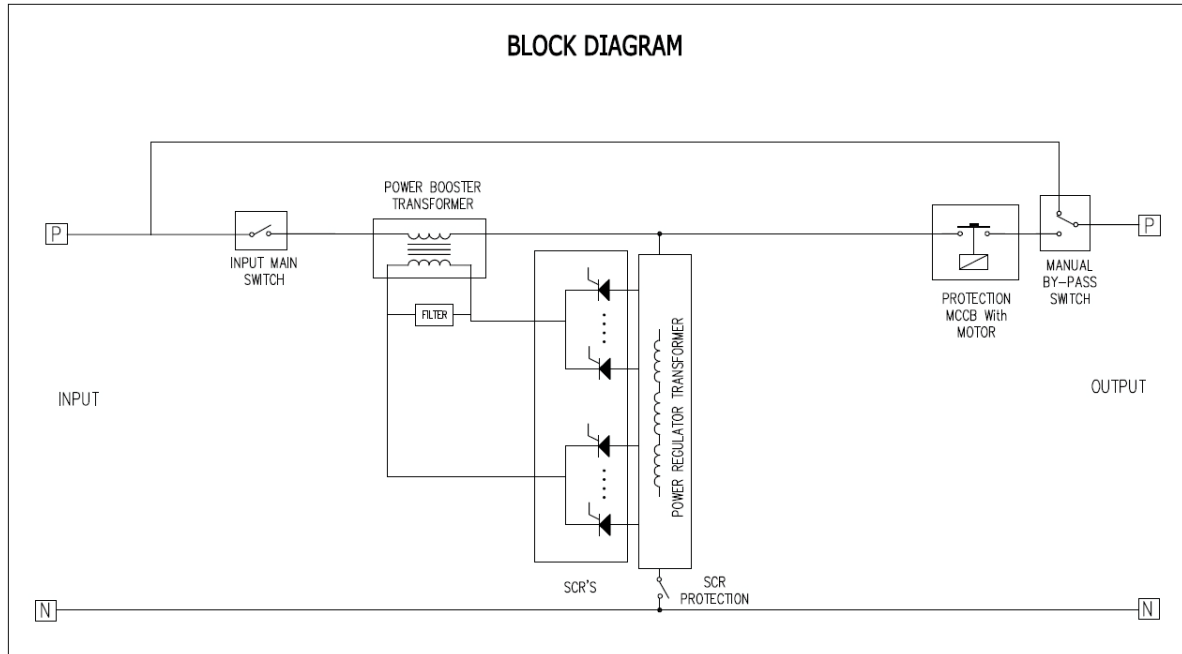 BLOCK DIAGRAM
POWER BOOSTER
TRANSFORMER
P
P
INPUT MAIN
SWITCH
MANUAL
BY-PASS
SWITCH
PROTECTION
MCCB With
MOTOR
FILTER
POWER REGULATOR TRANSFORMER
INPUT
OUTPUT
SCR'S
SCR
PROTECTION
N
N